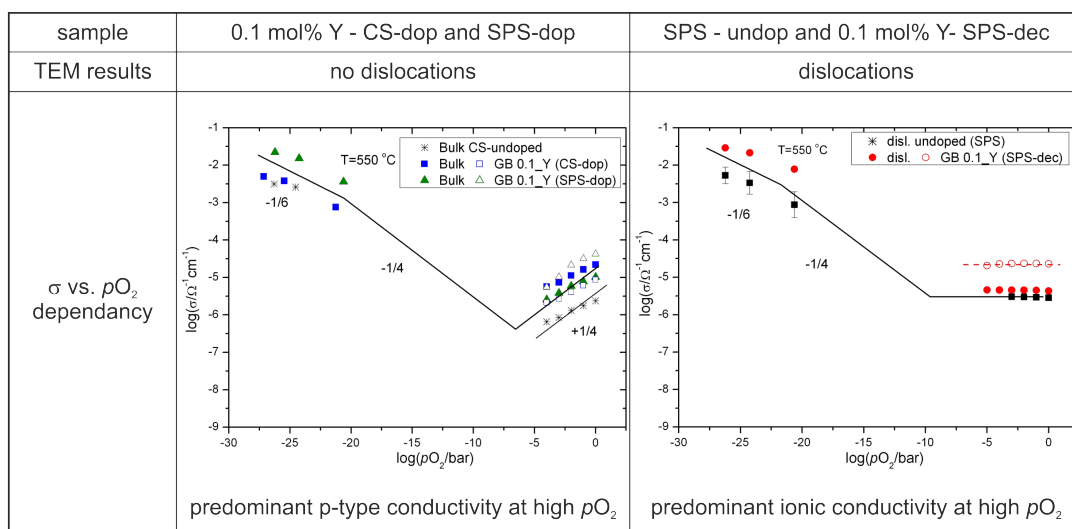 sample
0.1 mol% Y - CS-dop and SPS-dop
SPS - undop and 0.1 mol% Y- SPS-dec
TEM results
no dislocations
dislocations
σ vs. pO2
dependancy
-1
-2
-3
-4
-5
-6
-7
-8
-9
log(σ/Ω-1cm-1)
T=550 °C
Bulk CS-undoped
Bulk GB 0.1_Y (CS-dop)
Bulk GB 0.1_Y (SPS-dop)
-1/6
-1/4
+1/4
-30 -25 -20 -15 -10 -5 0
log(pO2/bar)
predominant p-type conductivity at high pO2
-1
-2
-3
-4
-5
-6
-7
-8
-9
log(σ/Ω-1cm-1)
T=550 °C
disl. undoped (SPS)
disl. GB 0.1_Y (SPS-dec)
-1/6
-1/4
-30 -25 -20 -15 -10 -5 0
log(pO2/bar)
predominant ionic conductivity at high pO2